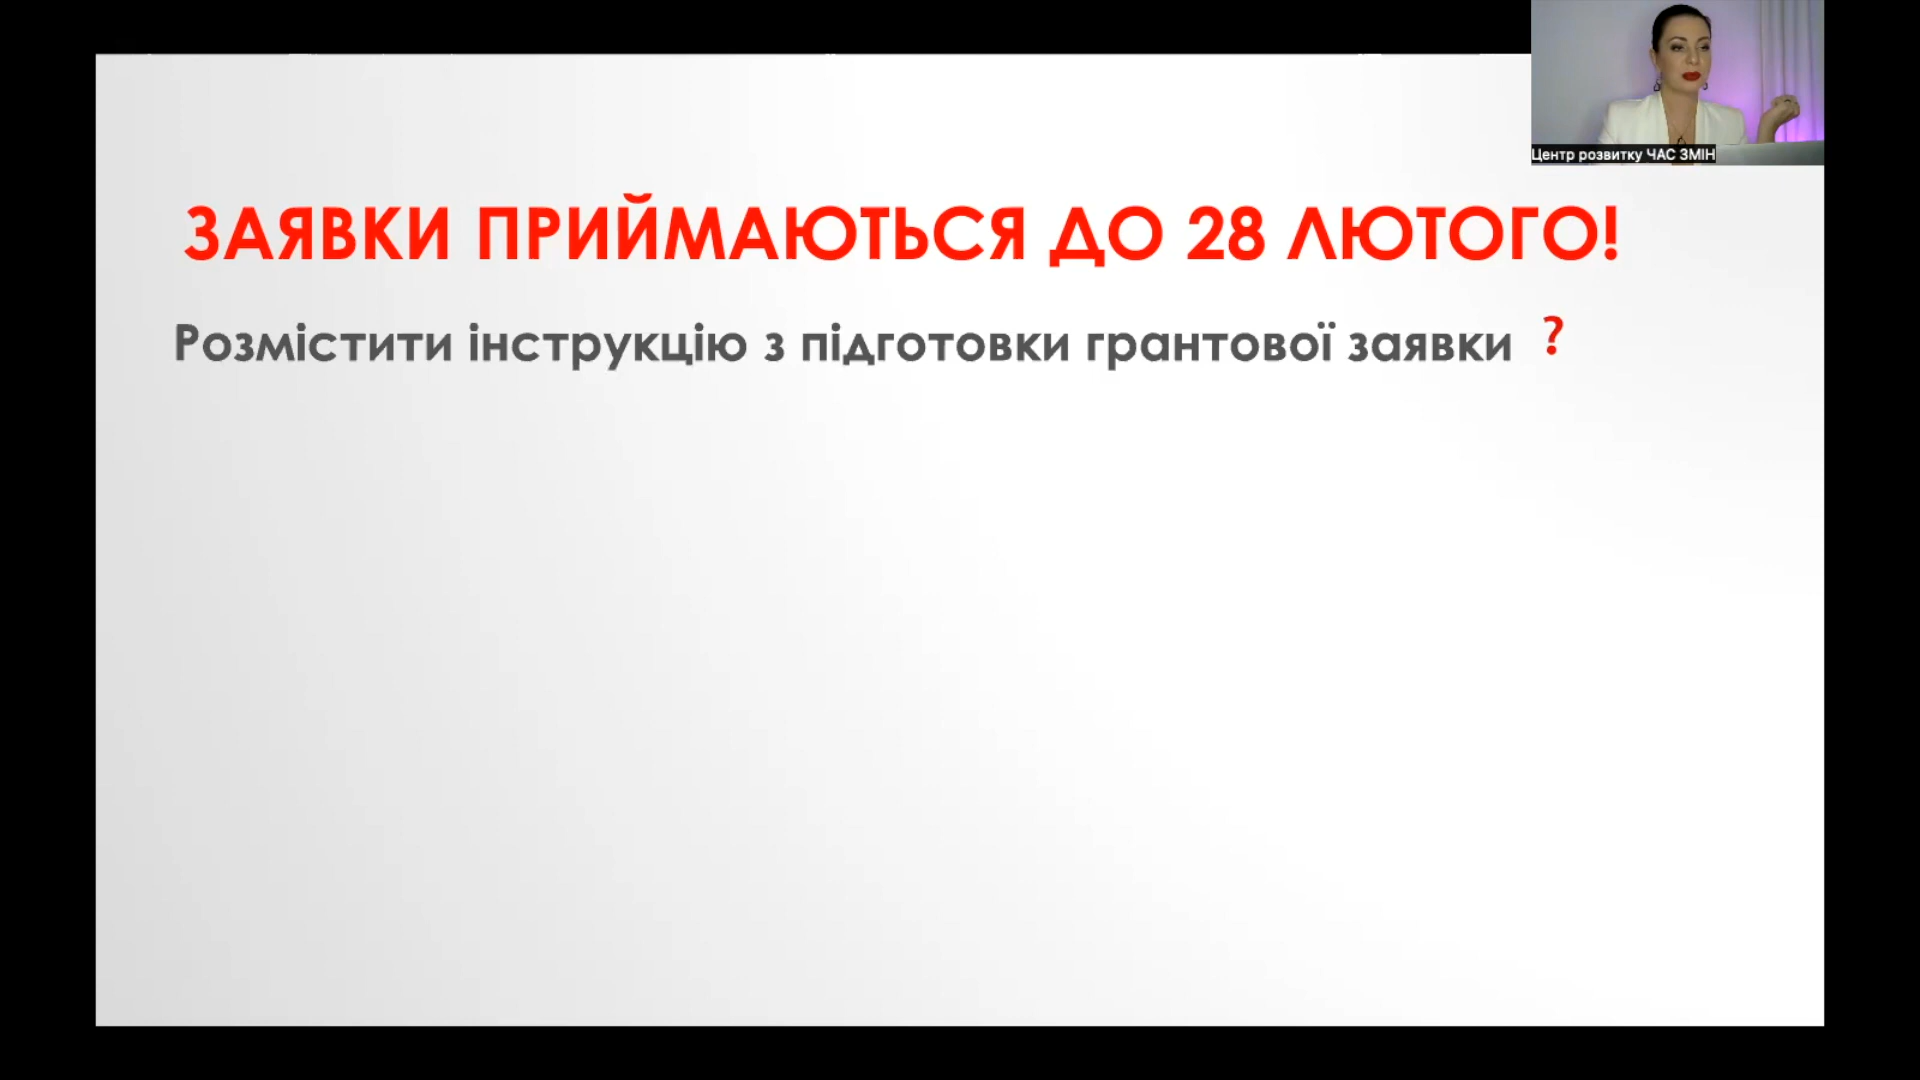 Центр розвитку ЧАС ЗМІН
ЗАЯВКИ ПРИЙМАЮТЬСЯ ДО 28 ЛЮТОГО!
Розмістити інструкцію з підготовки грантової заявки ?